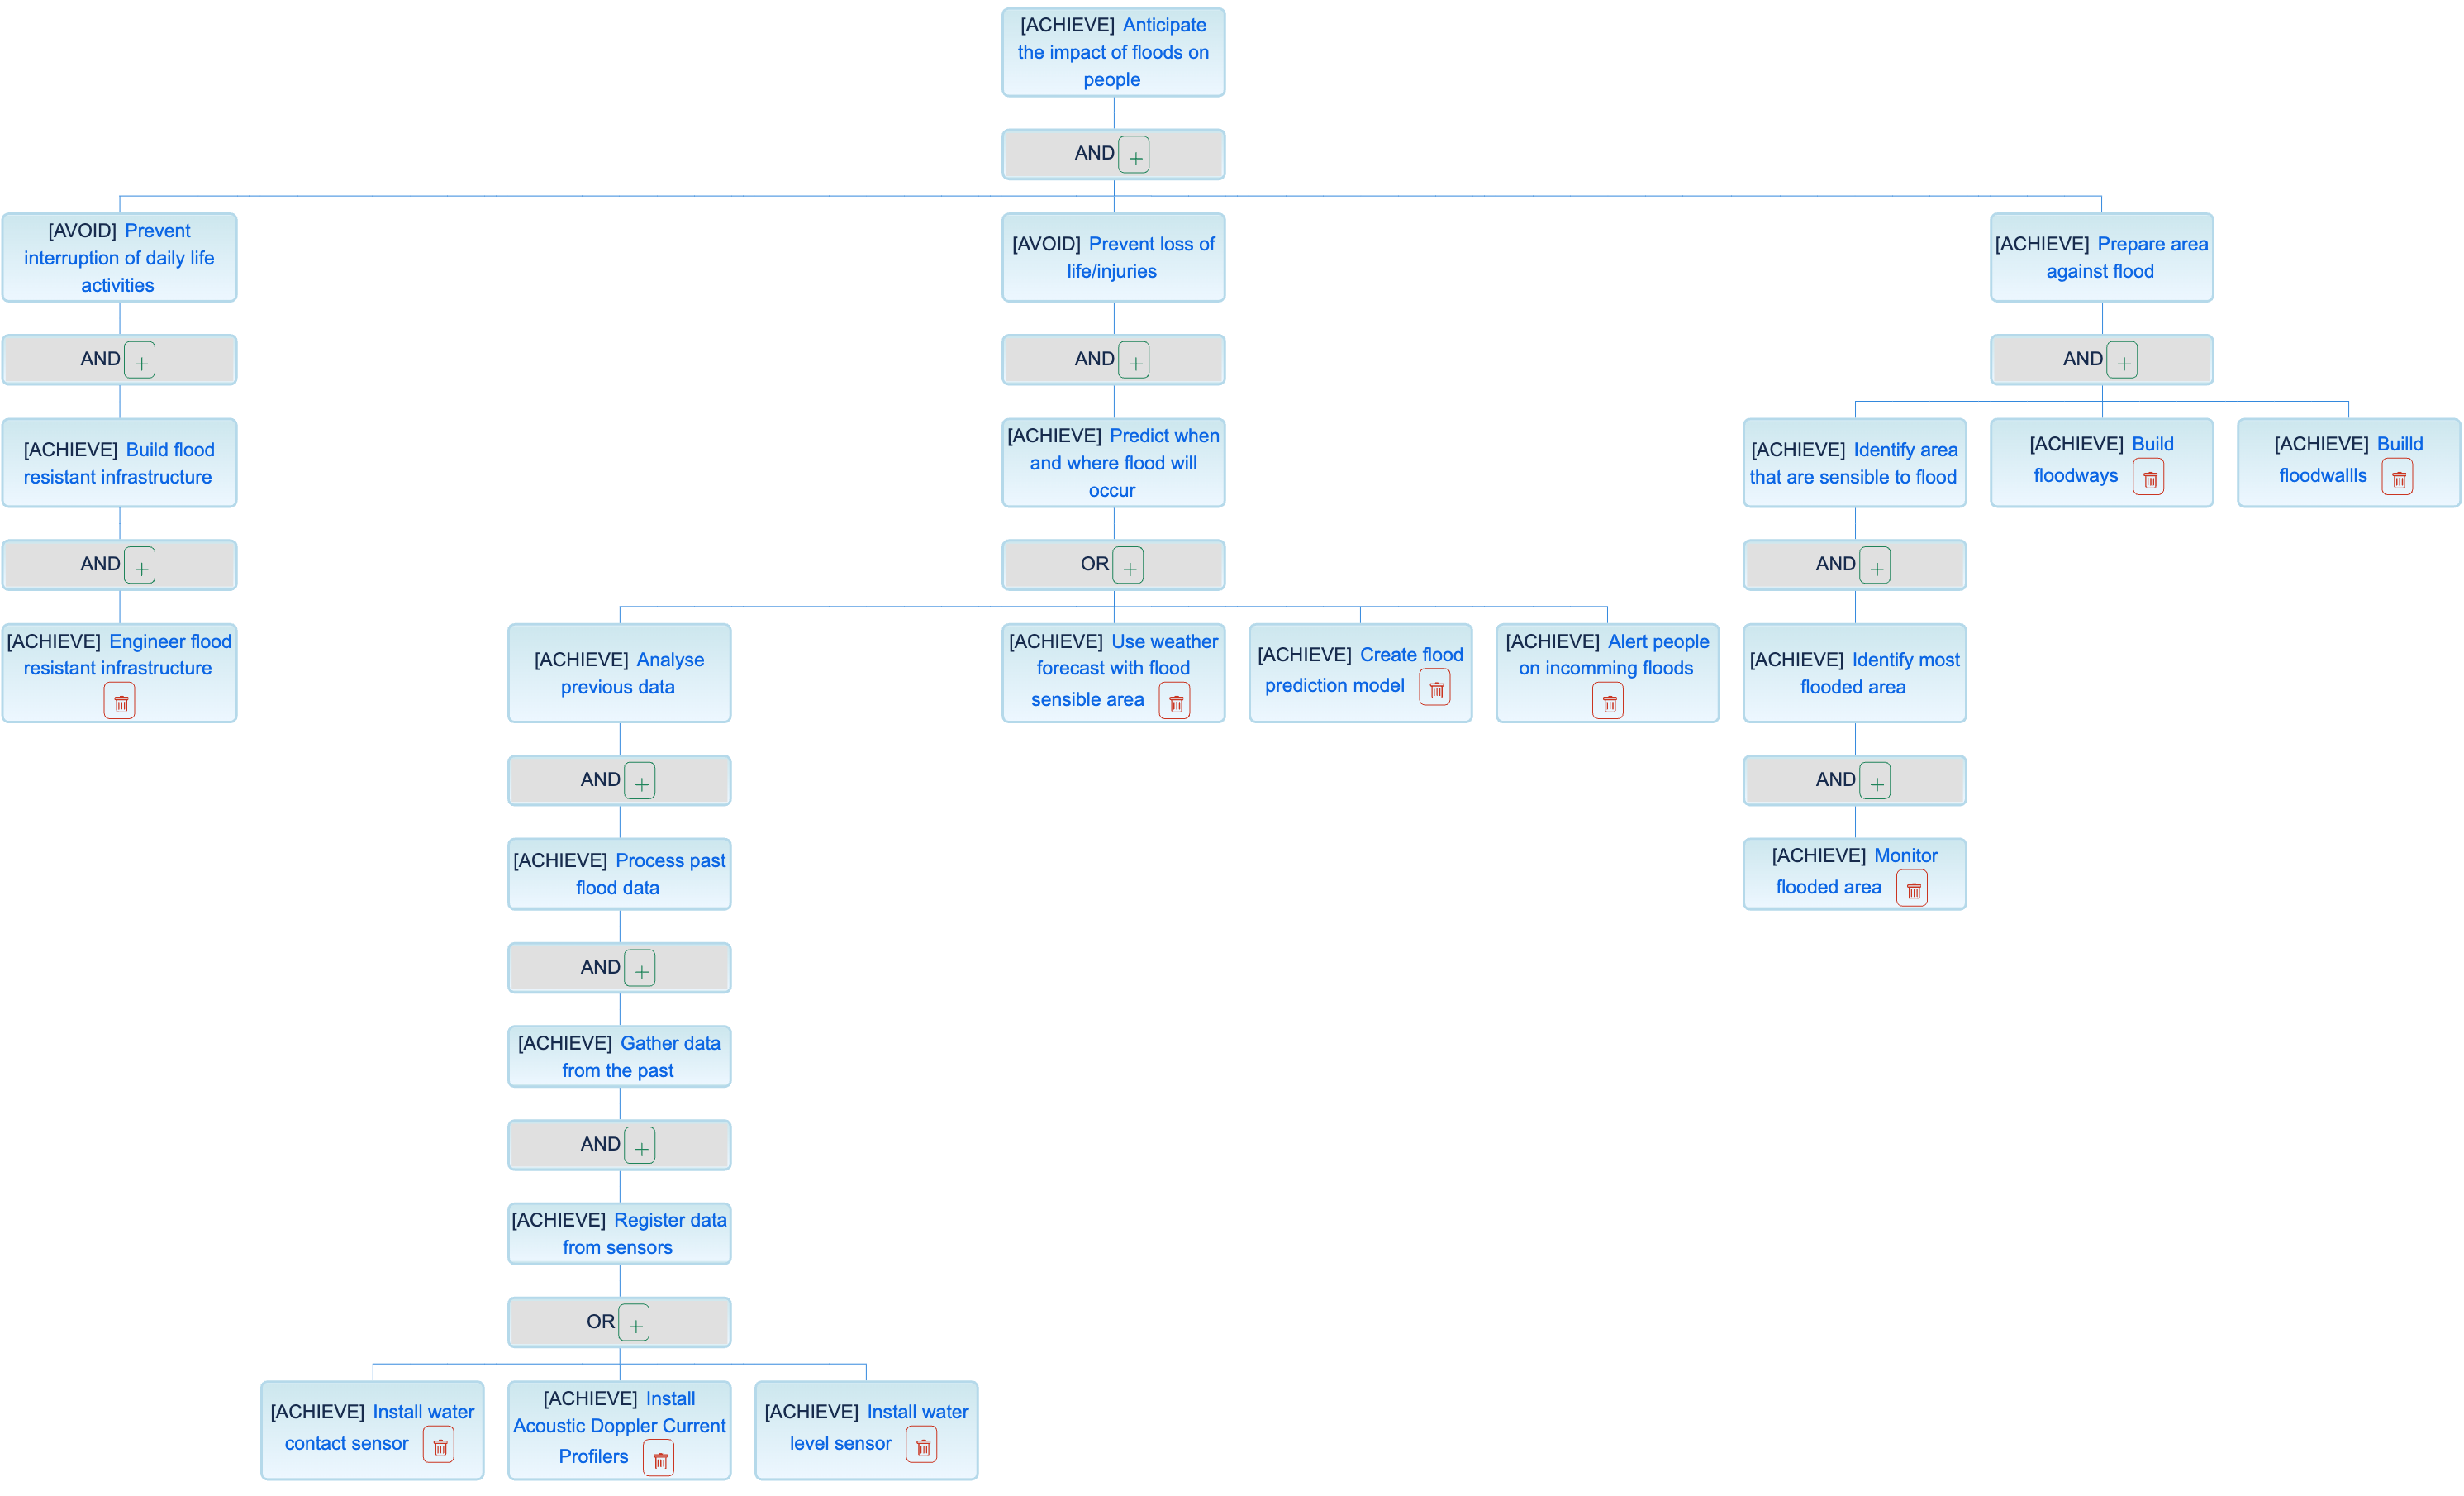 [ACHIEVE] Anticipate
the impact of floods on
people
AND
[AVOID] Prevent
interruption of daily life
activities
[AVOID] Prevent loss of
life/injuries
[ACHIEVE] Prepare area
against flood
AND
AND
AND
[ACHIEVE] Build flood
resistant infrastructure
[ACHIEVE] Predict when
and where flood will
occur
[ACHIEVE] Identify area
that are sensible to flood
[ACHIEVE] Build
floodways
[ACHIEVE] Builld
floodwallls
AND
OR
AND
[ACHIEVE] Engineer flood
resistant infrastructure
[ACHIEVE] Analyse
previous data
[ACHIEVE] Use weather
forecast with flood
sensible area
[ACHIEVE] Create flood
prediction model
[ACHIEVE] Alert people
on incomming floods
[ACHIEVE] Identify most
flooded area
AND
AND
[ACHIEVE] Process past
flood data
[ACHIEVE] Monitor
flooded area
AND
[ACHIEVE] Gather data
from the past
AND
[ACHIEVE] Register data
from sensors
OR
[ACHIEVE] Install water
contact sensor
[ACHIEVE] Install
Acoustic Doppler Current
Profilers
[ACHIEVE] Install water
level sensor